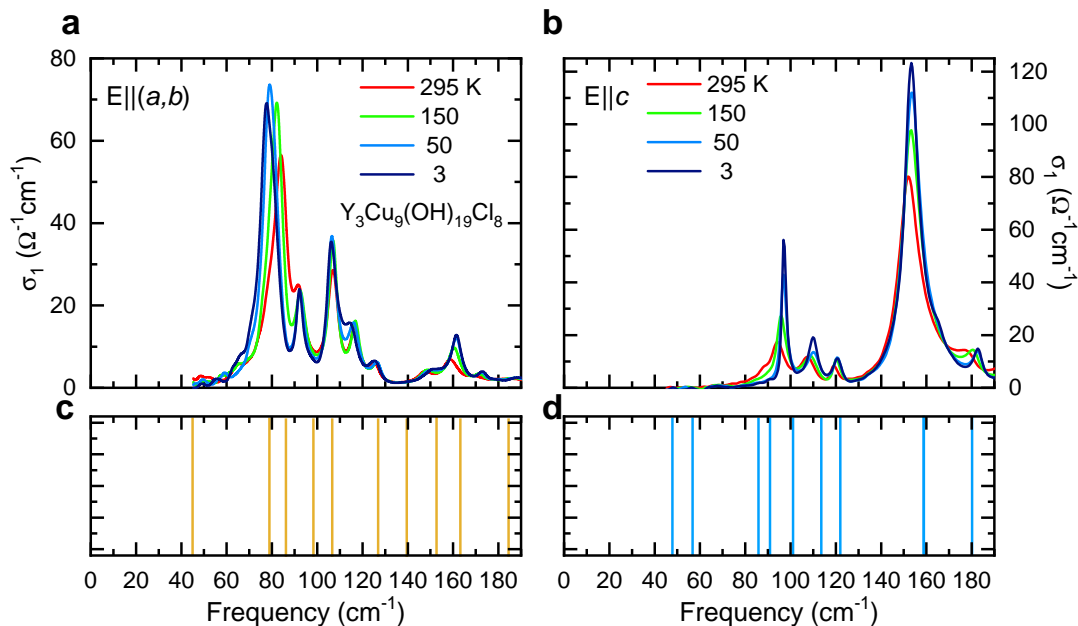 a
80
60
40
20
0
σ₁ (Ω⁻¹cm⁻¹)
E||(a,b)
295 K
150
50
3
Y₃Cu₉(OH)₁₉Cl₈
b
E||c
295 K
150
50
3
120
100
80
60
40
20
0
σ₁ (Ω⁻¹cm⁻¹)
c
0 20 40 60 80 100 120 140 160 180
Frequency (cm⁻¹)
d
0 20 40 60 80 100 120 140 160 180
Frequency (cm⁻¹)